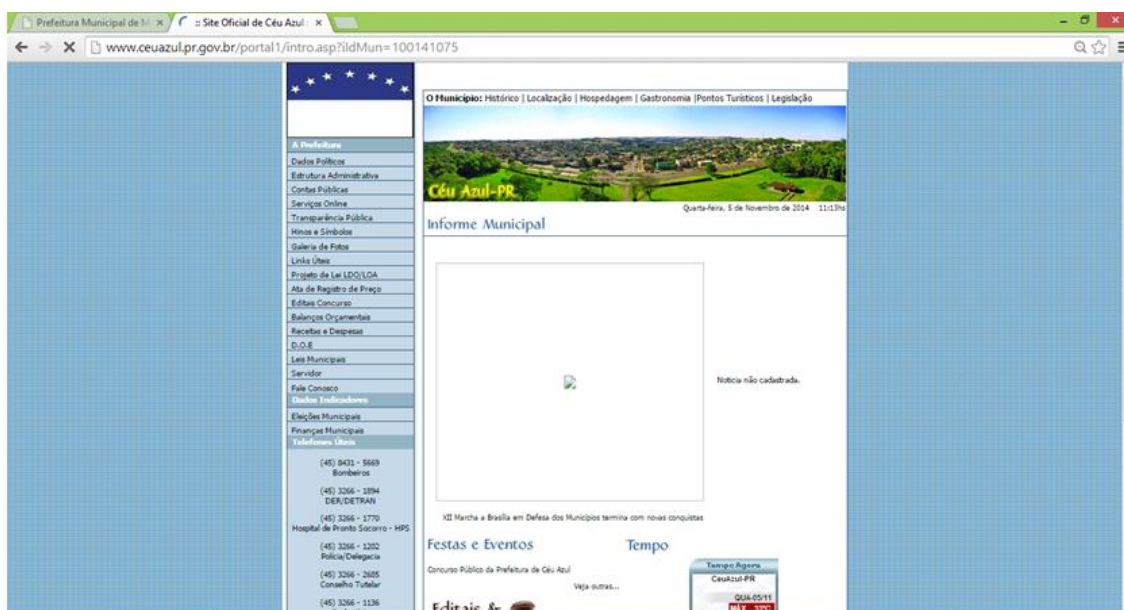 Prefeitura Municipal de M
:: Site Oficial de Céu Azul :
www.ceuazul.pr.gov.br/portal1/intro.asp?iIdMun=100141075
O Município: Histórico | Localização | Hospedagem | Gastronomia |Pontos Turísticos | Legislação
Céu Azul-PR
Quarta-feira, 5 de Novembro de 2014 11:13hs
A Prefeitura
Dados Políticos
Estrutura Administrativa
Contas Públicas
Serviços Online
Transparência Pública
Hinos e Símbolos
Galeria de Fotos
Links Úteis
Projeto de Lei LDO/LOA
Ata de Registro de Preço
Editais Concurso
Balanços Orçamentais
Receitas e Despesas
D.O.E
Leis Municipais
Servidor
Fale Conosco
Dados Indicadores
Eleições Municipais
Finanças Municipais
Telefones Úteis
(45) 8431 - 5669
Bombeiros
(45) 3266 - 1894
DER/DETRAN
(45) 3266 - 1770
Hospital de Pronto Socorro - HPS
(45) 3266 - 1202
Polícia/Delegacia
(45) 3266 - 2685
Conselho Tutelar
(45) 3266 - 1136
Informe Municipal
Noticia não cadastrada.
XII Marcha a Brasília em Defesa dos Municípios termina com novas conquistas
Festas e Eventos
Concurso Público da Prefeitura de Céu Azul
Veja outras...
Editais &
Tempo
Tempo Agora
CeuAzul-PR
QUA-05/11
MÁX 32°C